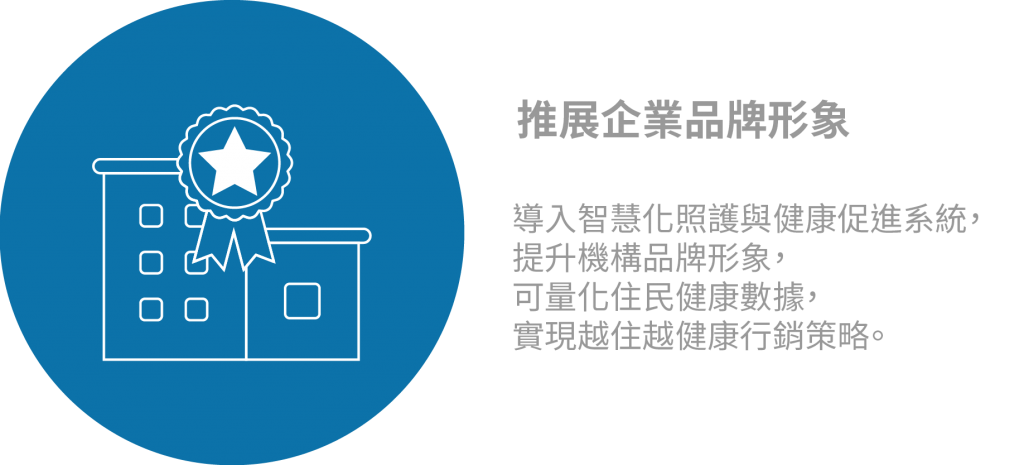 推展企業品牌形象
導入智慧化照護與健康促進系統，
提升機構品牌形象，
可量化住民健康數據，
實現越住越健康行銷策略。